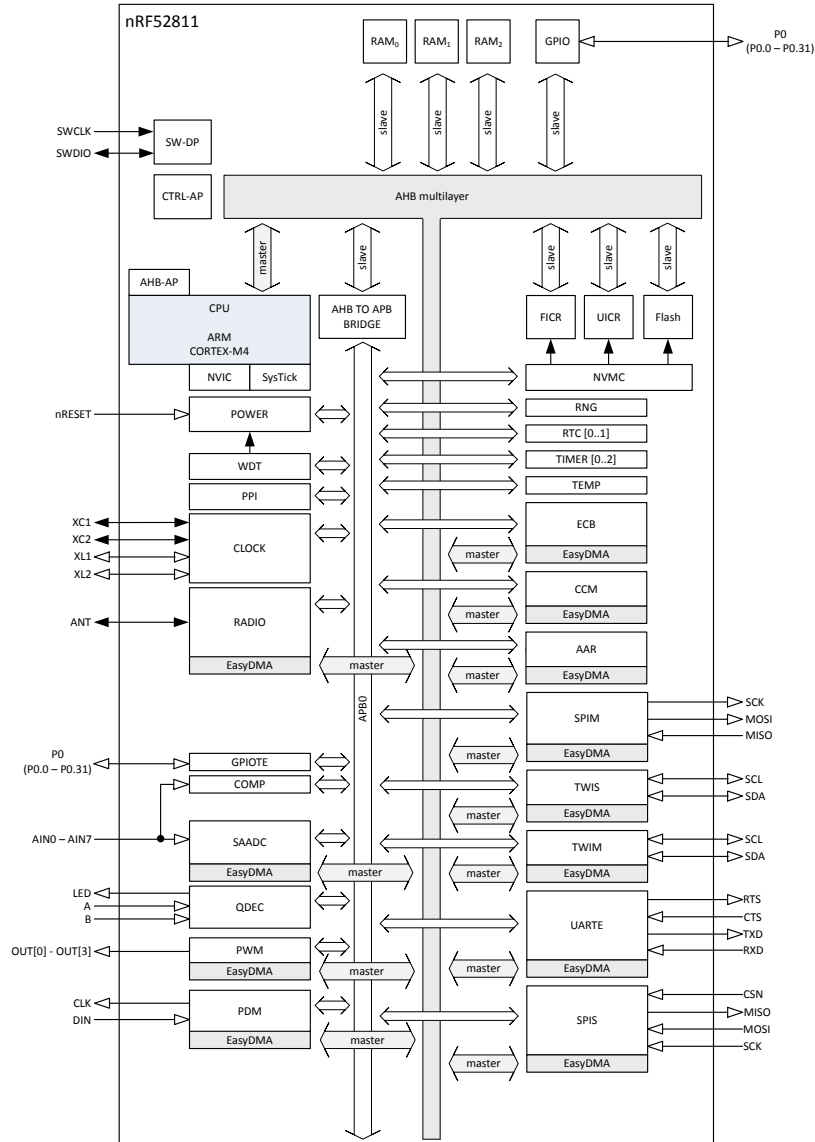 nRF52811
RAM0
RAM1
RAM2
GPIO
P0
(P0.0 – P0.31)
slave
slave
slave
slave
SWCLK
SWDIO
SW-DP
CTRL-AP
AHB multilayer
master
slave
slave
slave
slave
AHB-AP
CPU
ARM
CORTEX-M4
NVIC
SysTick
AHB TO APB
BRIDGE
FICR
UICR
Flash
NVMC
nRESET
POWER
RNG
RTC [0..1]
WDT
TIMER [0..2]
PPI
TEMP
XC1
XC2
XL1
XL2
CLOCK
ECB
master
EasyDMA
CCM
master
EasyDMA
ANT
RADIO
EasyDMA
master
AAR
master
EasyDMA
APB0
SPIM
master
EasyDMA
SCK
MOSI
MISO
P0
(P0.0 – P0.31)
GPIOTE
COMP
TWIS
master
EasyDMA
SCL
SDA
AIN0 – AIN7
SAADC
EasyDMA
master
TWIM
master
EasyDMA
SCL
SDA
LED
A
B
QDEC
UARTE
master
EasyDMA
RTS
CTS
TXD
RXD
OUT[0] - OUT[3]
PWM
EasyDMA
master
CLK
DIN
PDM
EasyDMA
master
SPIS
master
EasyDMA
CSN
MISO
MOSI
SCK